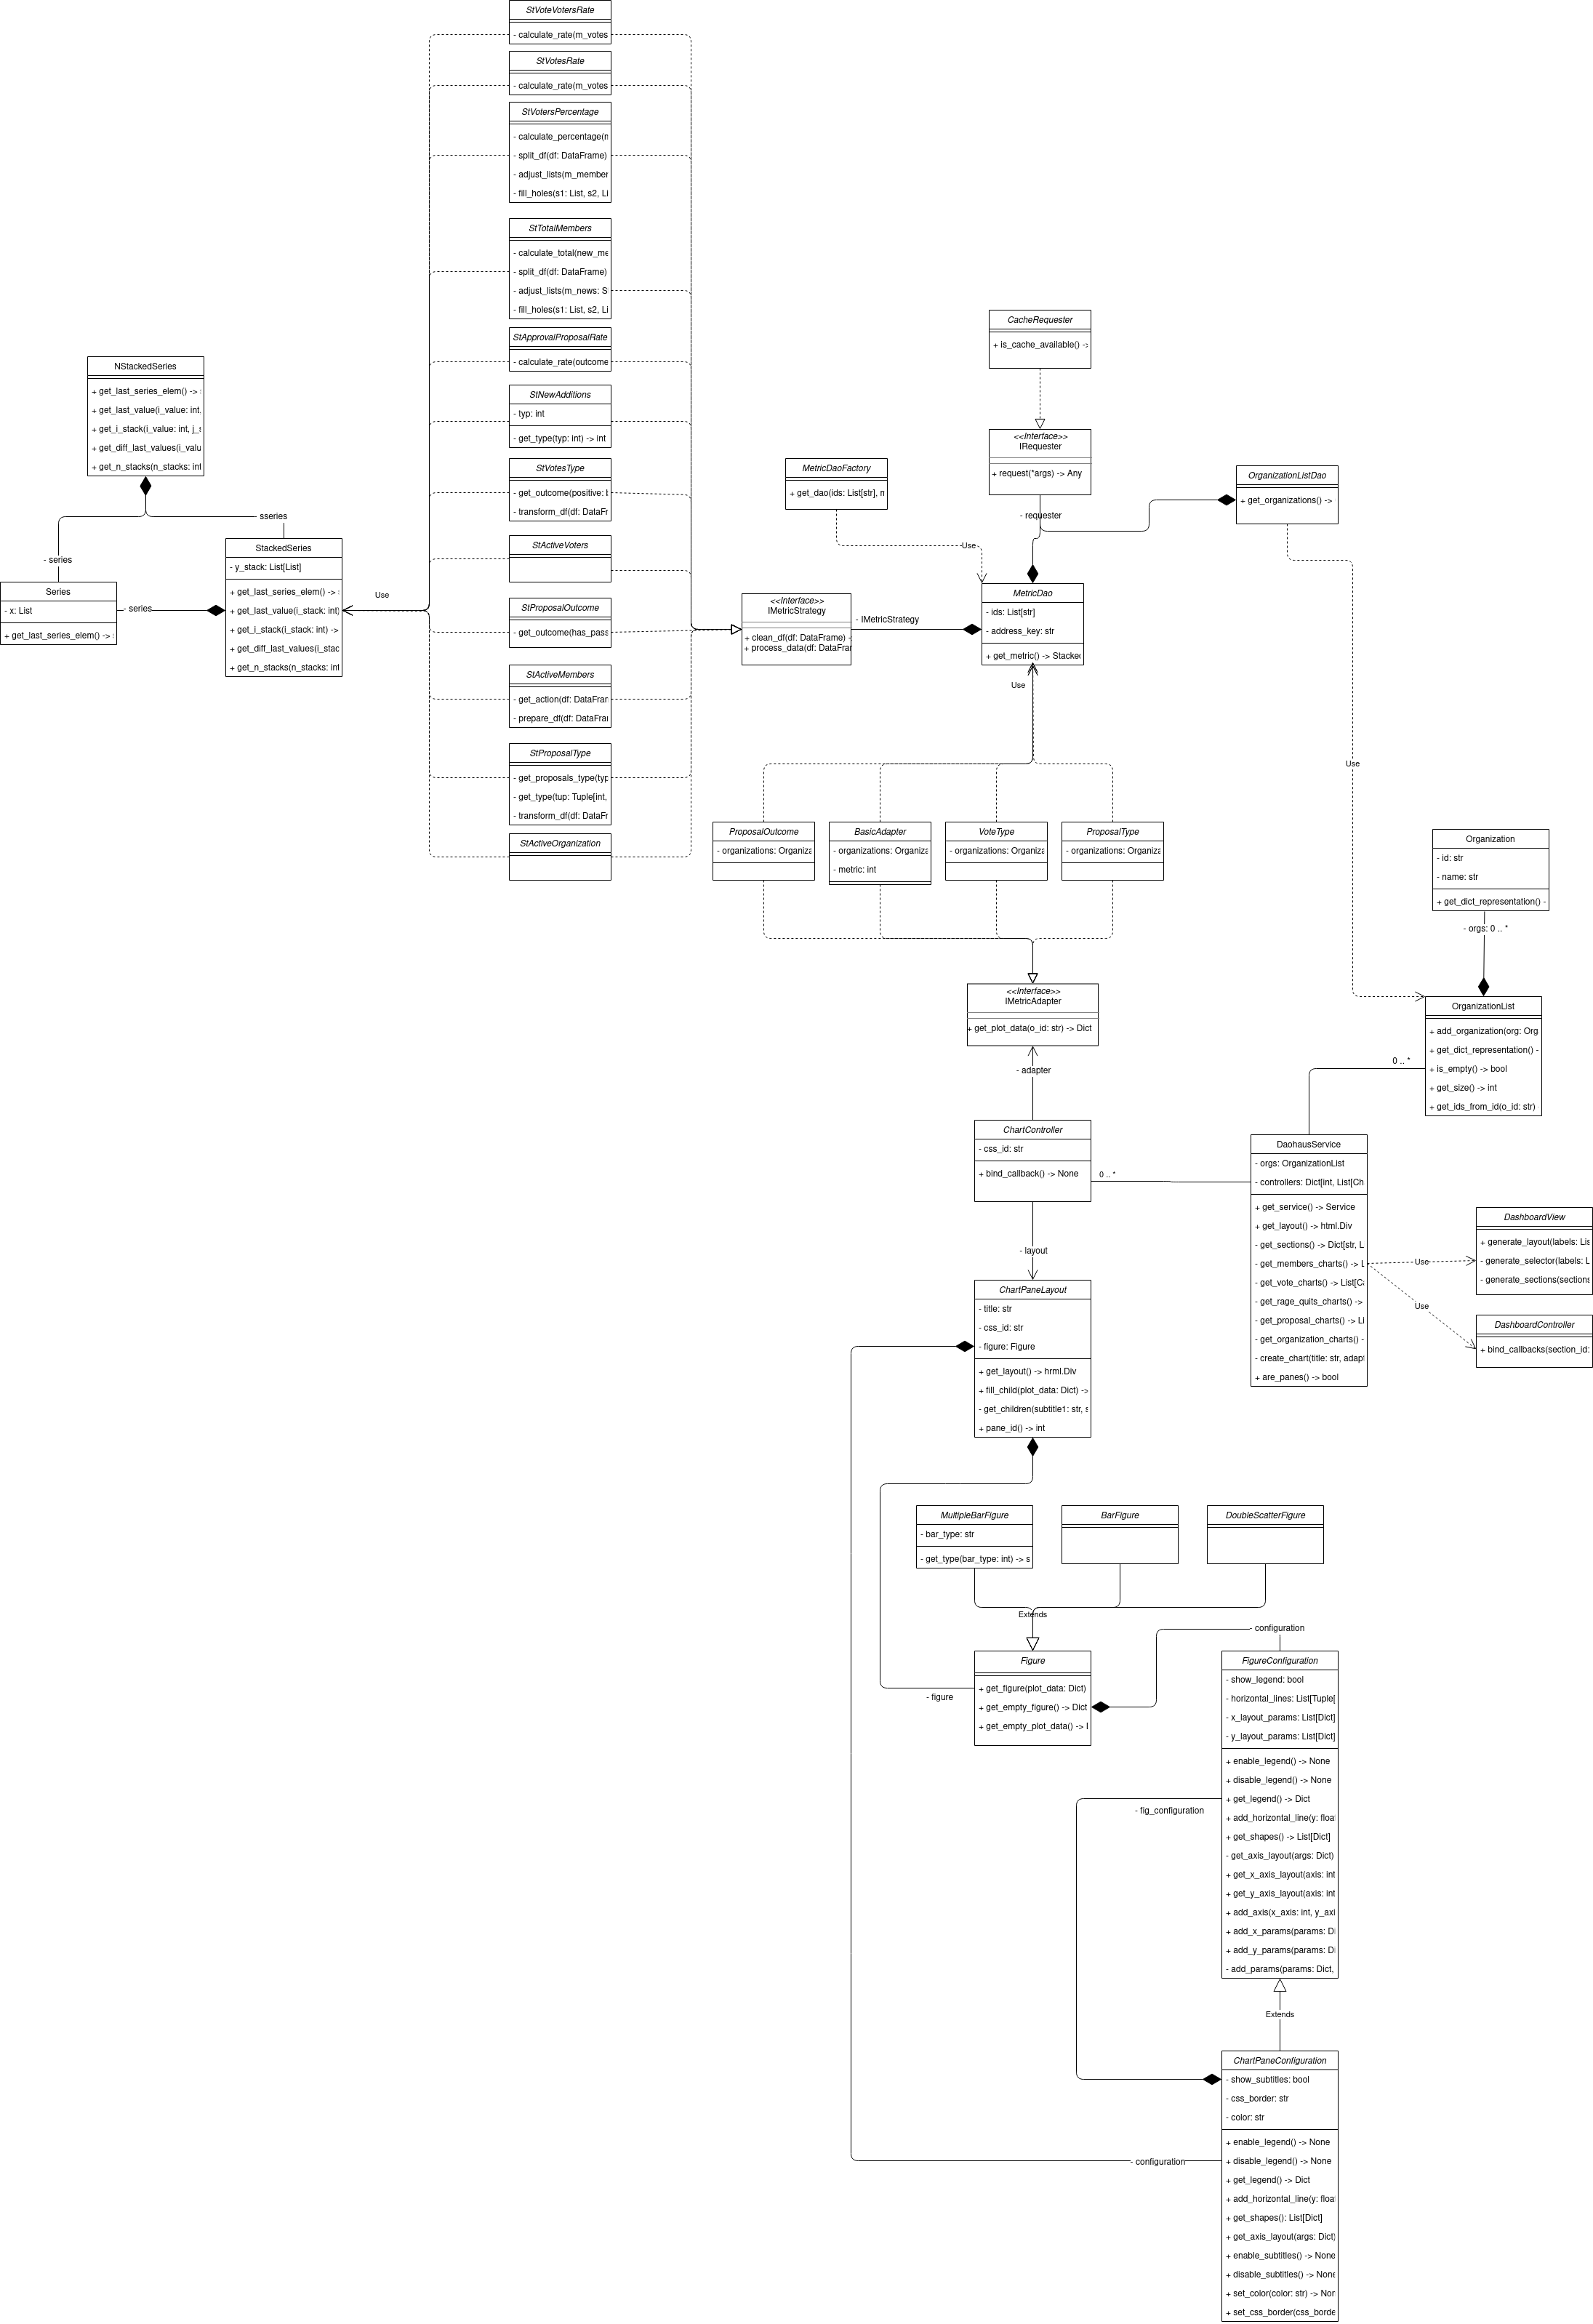 StVoteVotersRate
- calculate_rate(m_votes
StVotesRate
- calculate_rate(m_votes
StVotersPercentage
- calculate_percentage(m
- split_df(df: DataFrame)
- adjust_lists(m_member
- fill_holes(s1: List, s2, Li
StTotalMembers
- calculate_total(new_me
- split_df(df: DataFrame)
- adjust_lists(m_news: S
- fill_holes(s1: List, s2, Li
StApprovalProposalRate
- calculate_rate(outcome
StNewAdditions
- typ: int
- get_type(typ: int) -> int
StVotesType
- get_outcome(positive: b
- transform_df(df: DataFr
StActiveVoters
StProposalOutcome
- get_outcome(has_pass
StActiveMembers
- get_action(df: DataFran
- prepare_df(df: DataFrar
StProposalType
- get_proposals_type(typ
- get_type(tup: Tuple[int,
- transform_df(df: DataFr
StActiveOrganization
Use
NStackedSeries
+ get_last_series_elem() -> :
+ get_last_value(i_value: int,
+ get_i_stack(i_value: int, j_s
+ get_diff_last_values(i_valu
+ get_n_stacks(n_stacks: int
sseries
- series
Series
- x: List
+ get_last_series_elem() -> :
- series
StackedSeries
- y_stack: List[List]
+ get_last_series_elem() -> :
+ get_last_value(i_stack: int)
+ get_i_stack(i_stack: int) ->
+ get_diff_last_values(i_stac
+ get_n_stacks(n_stacks: int
CacheRequester
+ is_cache_available() ->
<<Interface>>
IRequester
+ request(*args) -> Any
- requester
MetricDaoFactory
+ get_dao(ids: List[str], m
Use
OrganizationListDao
+ get_organizations() ->
Use
<<Interface>>
IMetricStrategy
+ clean_df(df: DataFrame) -
+ process_data(df: DataFrar
- IMetricStrategy
MetricDao
- ids: List[str]
- address_key: str
+ get_metric() -> Stacked
Use
ProposalOutcome
- organizations: Organiza
BasicAdapter
- organizations: Organiza
- metric: int
VoteType
- organizations: Organiza
ProposalType
- organizations: Organiza
<<Interface>>
IMetricAdapter
+ get_plot_data(o_id: str) -> Dict
- adapter
Organization
- id: str
- name: str
+ get_dict_representation() -
- orgs: 0 .. *
OrganizationList
+ add_organization(org: Org
+ get_dict_representation() -
+ is_empty() -> bool
+ get_size() -> int
+ get_ids_from_id(o_id: str)
0 .. *
ChartController
- css_id: str
+ bind_callback() -> None
0 .. *
- layout
DaohausService
- orgs: OrganizationList
- controllers: Dict[int, List[Ch
+ get_service() -> Service
+ get_layout() -> html.Div
- get_sections() -> Dict[str, L
- get_members_charts() -> L
- get_vote_charts() -> List[Ca
- get_rage_quits_charts() ->
- get_proposal_charts() -> Li
- get_organization_charts() -
- create_chart(title: str, adapt
+ are_panes() -> bool
Use
Use
DashboardView
+ generate_layout(labels: Lis
- generate_selector(labels: L
- generate_sections(sections
DashboardController
+ bind_callbacks(section_id:
ChartPaneLayout
- title: str
- css_id: str
- figure: Figure
+ get_layout() -> hrml.Div
+ fill_child(plot_data: Dict) ->
- get_children(subtitle1: str, s
+ pane_id() -> int
MultipleBarFigure
- bar_type: str
- get_type(bar_type: int) -> s
BarFigure
DoubleScatterFigure
Extends
- configuration
Figure
+ get_figure(plot_data: Dict)
+ get_empty_figure() -> Dict
+ get_empty_plot_data() -> I
- figure
FigureConfiguration
- show_legend: bool
- horizontal_lines: List[Tuple[
- x_layout_params: List[Dict]
- y_layout_params: List[Dict]
+ enable_legend() -> None
+ disable_legend() -> None
+ get_legend() -> Dict
+ add_horizontal_line(y: float
+ get_shapes() -> List[Dict]
- get_axis_layout(args: Dict)
+ get_x_axis_layout(axis: int
+ get_y_axis_layout(axis: int
+ add_axis(x_axis: int, y_axi
+ add_x_params(params: Di
+ add_y_params(params: Di
- add_params(params: Dict,
- fig_configuration
Extends
ChartPaneConfiguration
- show_subtitles: bool
- css_border: str
- color: str
+ enable_legend() -> None
+ disable_legend() -> None
+ get_legend() -> Dict
+ add_horizontal_line(y: float
+ get_shapes(): List[Dict]
+ get_axis_layout(args: Dict)
+ enable_subtitles() -> None
+ disable_subtitles() -> None
+ set_color(color: str) -> Non
+ set_css_border(css_borde
- configuration